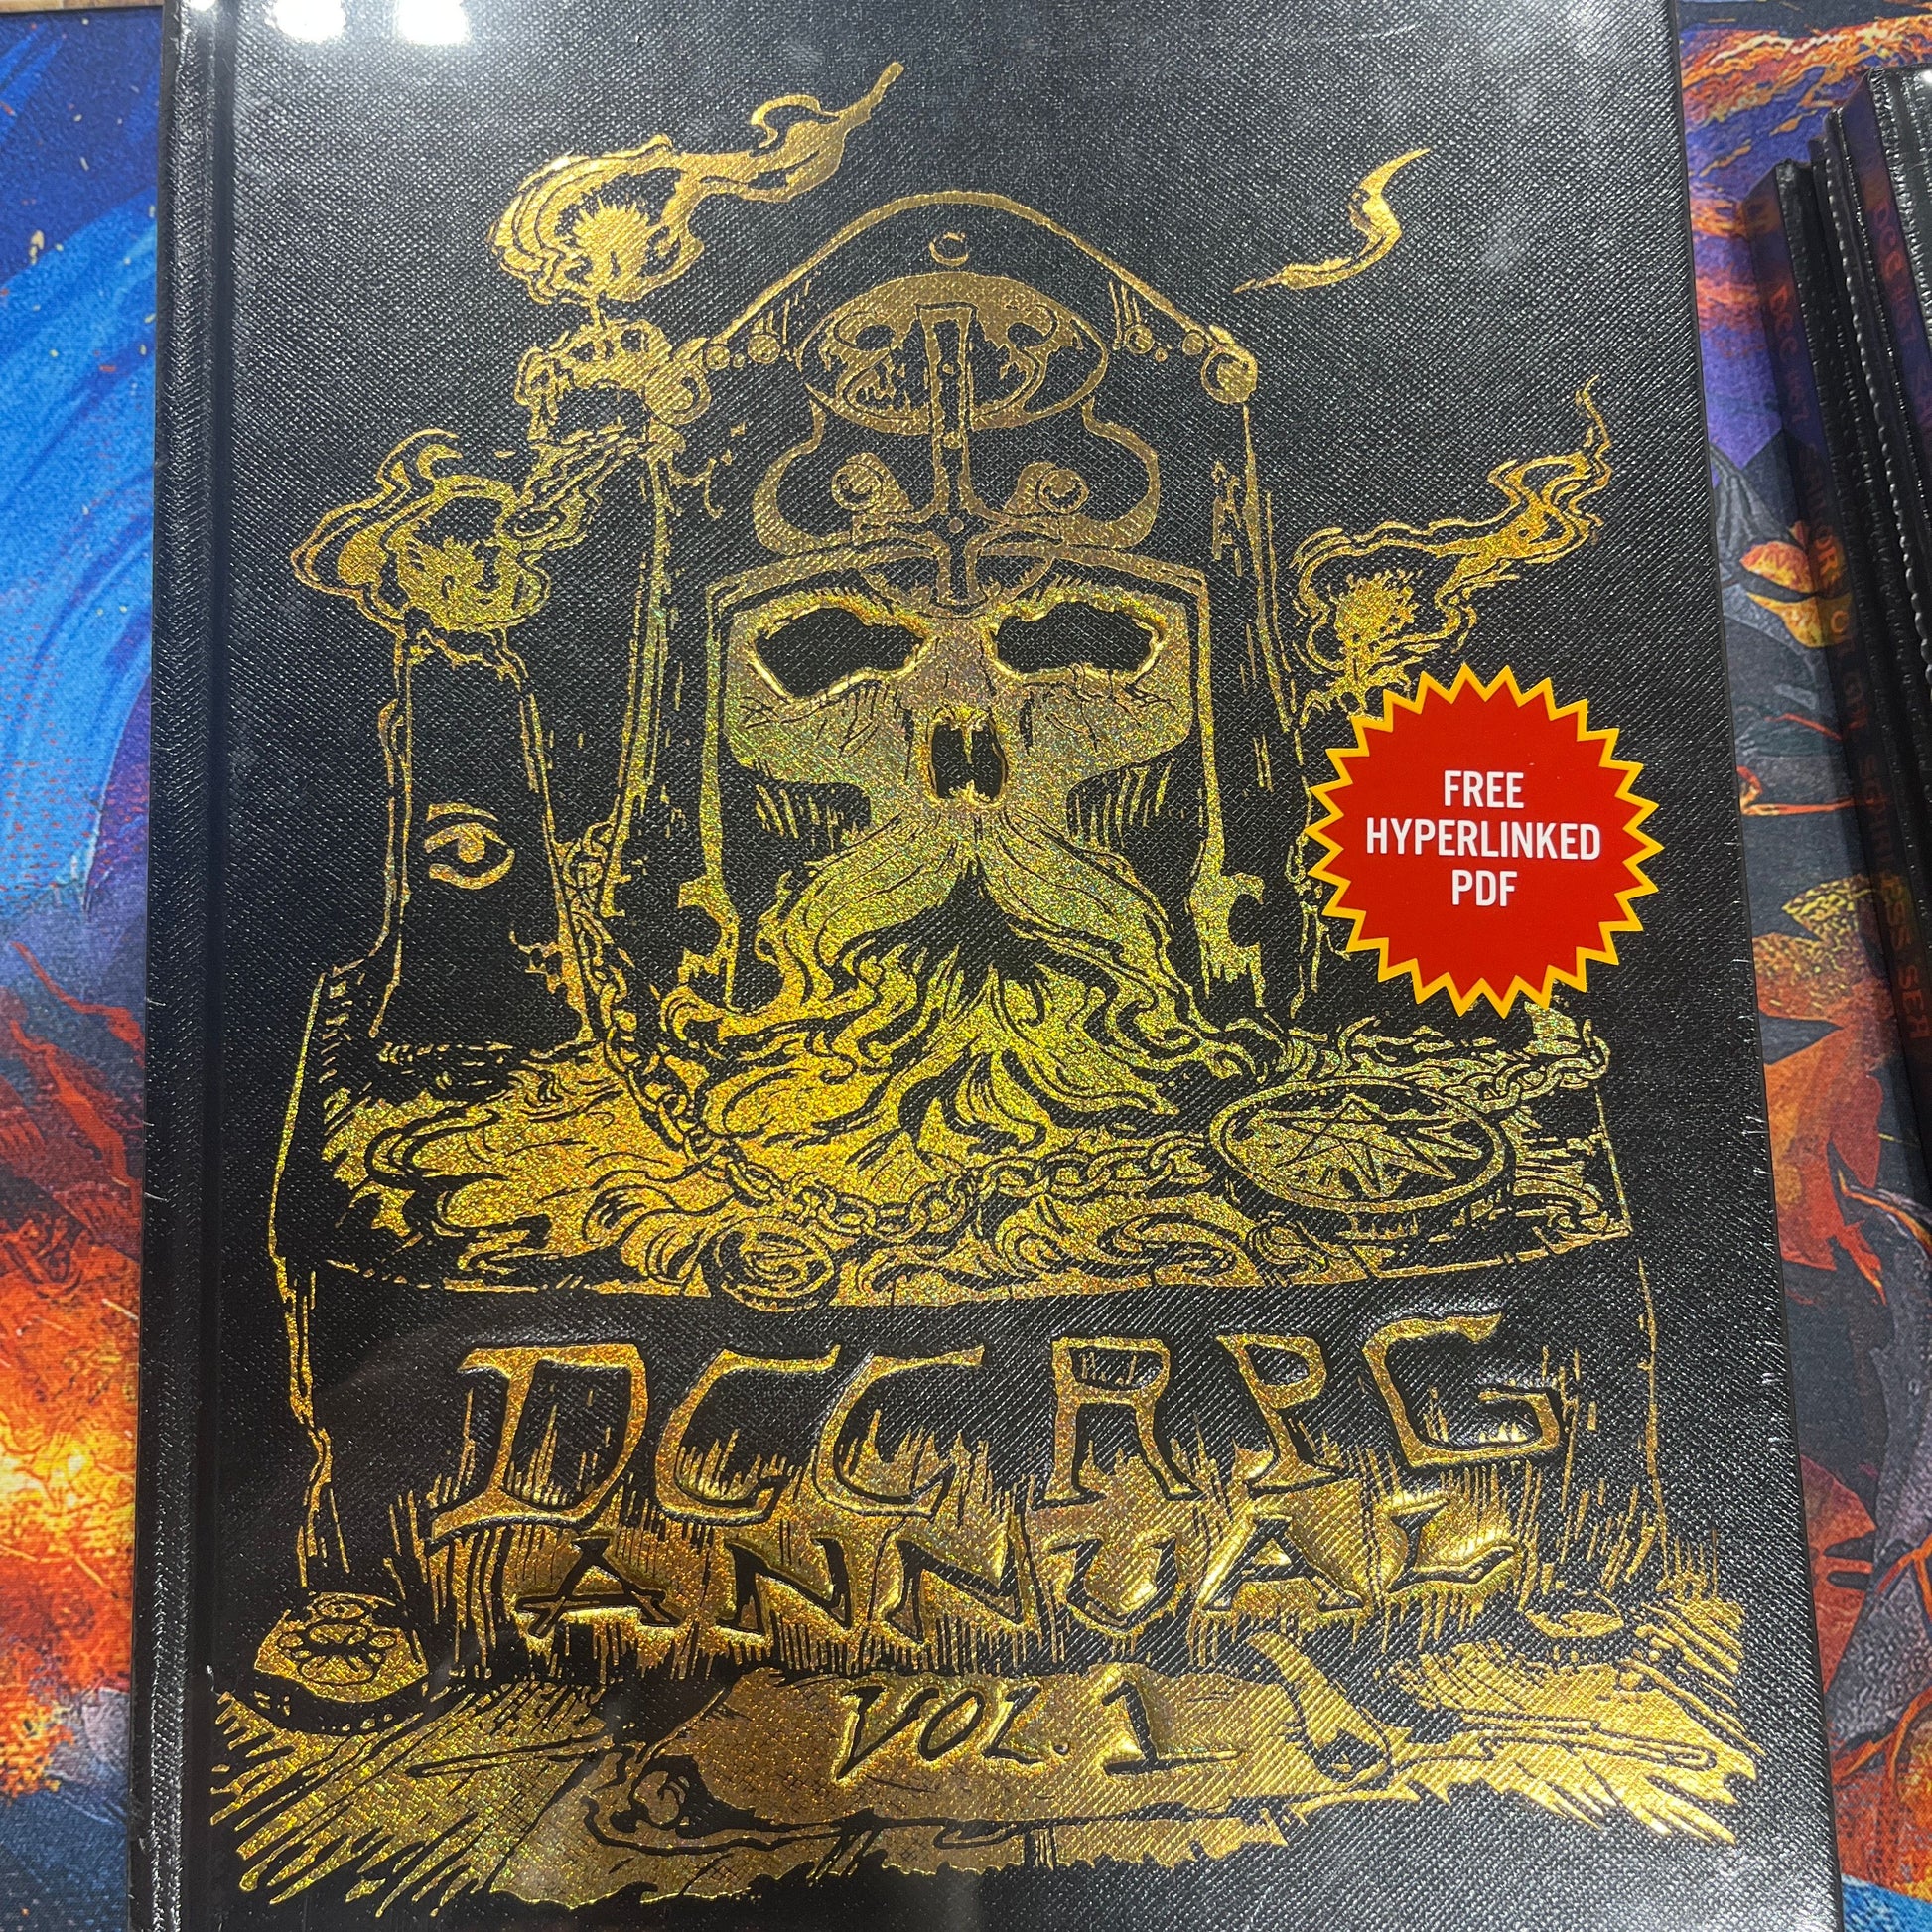 FREE
HYPERLINKED
PDF
DCC RPG
ANNUAL
VOL. 1